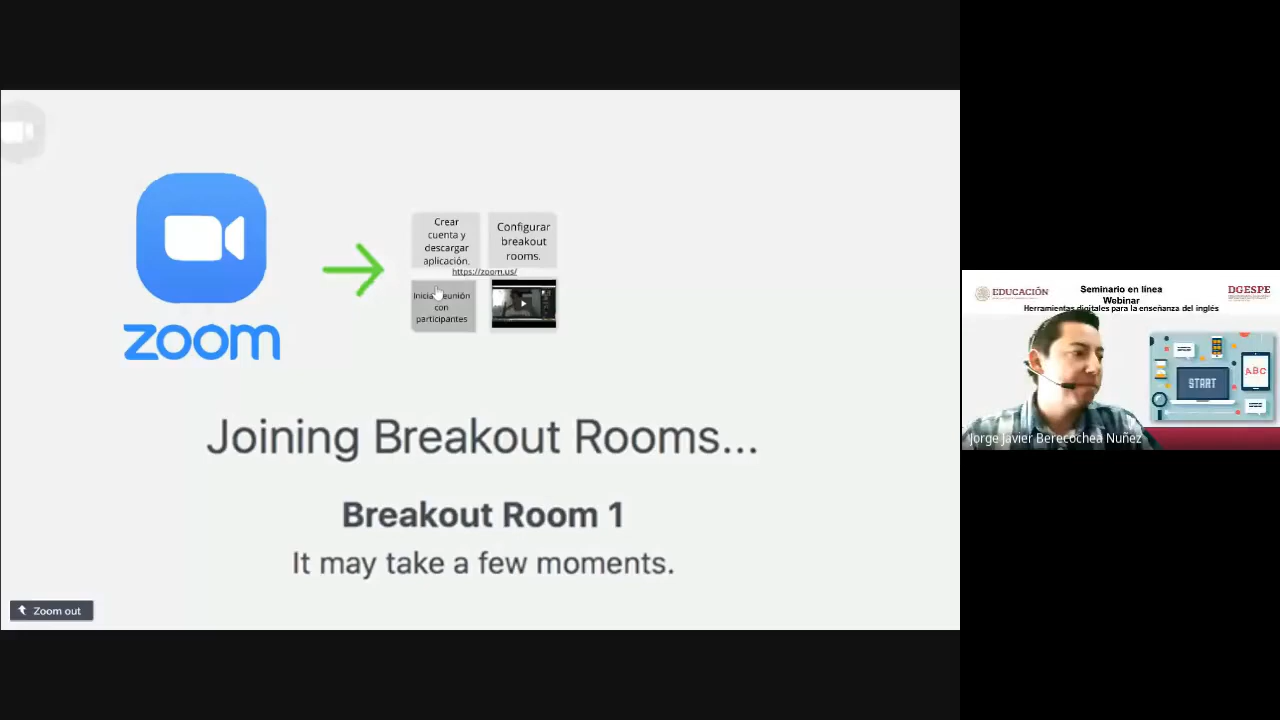 zoom
Crear
cuenta y
descargar
aplicación.
Configurar
breakout
rooms.
https://zoom.us/
con
participantes
Joining Breakout Rooms...
Breakout Room 1
It may take a few moments.
Zoom out
EDUCACIÓN
Seminario en línea
Webinar
Herramientas digitales para la enseñanza del inglés
DGESPE
START
ABC
Jorge Javier Berecochea Nuñez